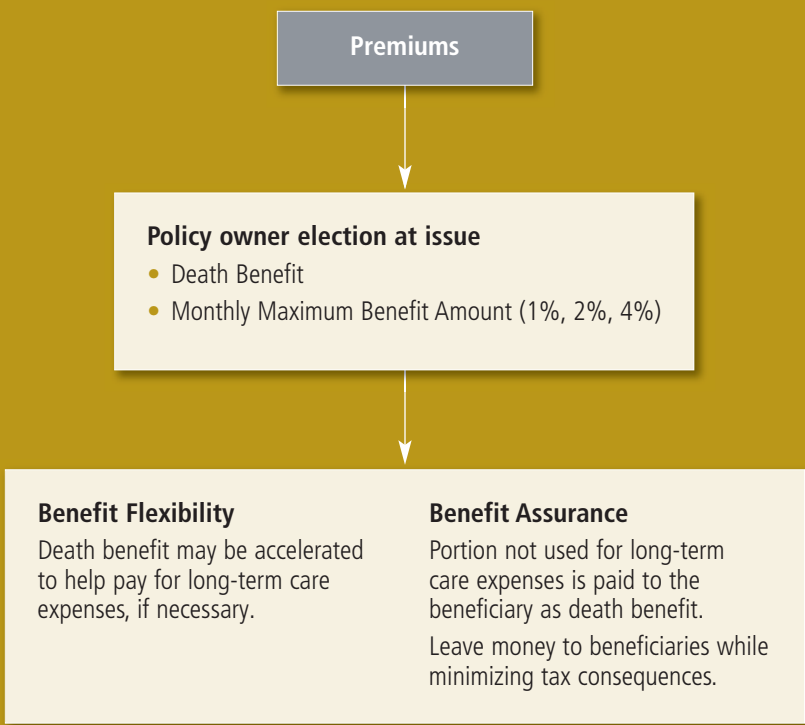 Premiums
Policy owner election at issue
• Death Benefit
• Monthly Maximum Benefit Amount (1%, 2%, 4%)
Benefit Flexibility
Death benefit may be accelerated
to help pay for long-term care
expenses, if necessary.
Benefit Assurance
Portion not used for long-term
care expenses is paid to the
beneficiary as death benefit.
Leave money to beneficiaries while
minimizing tax consequences.